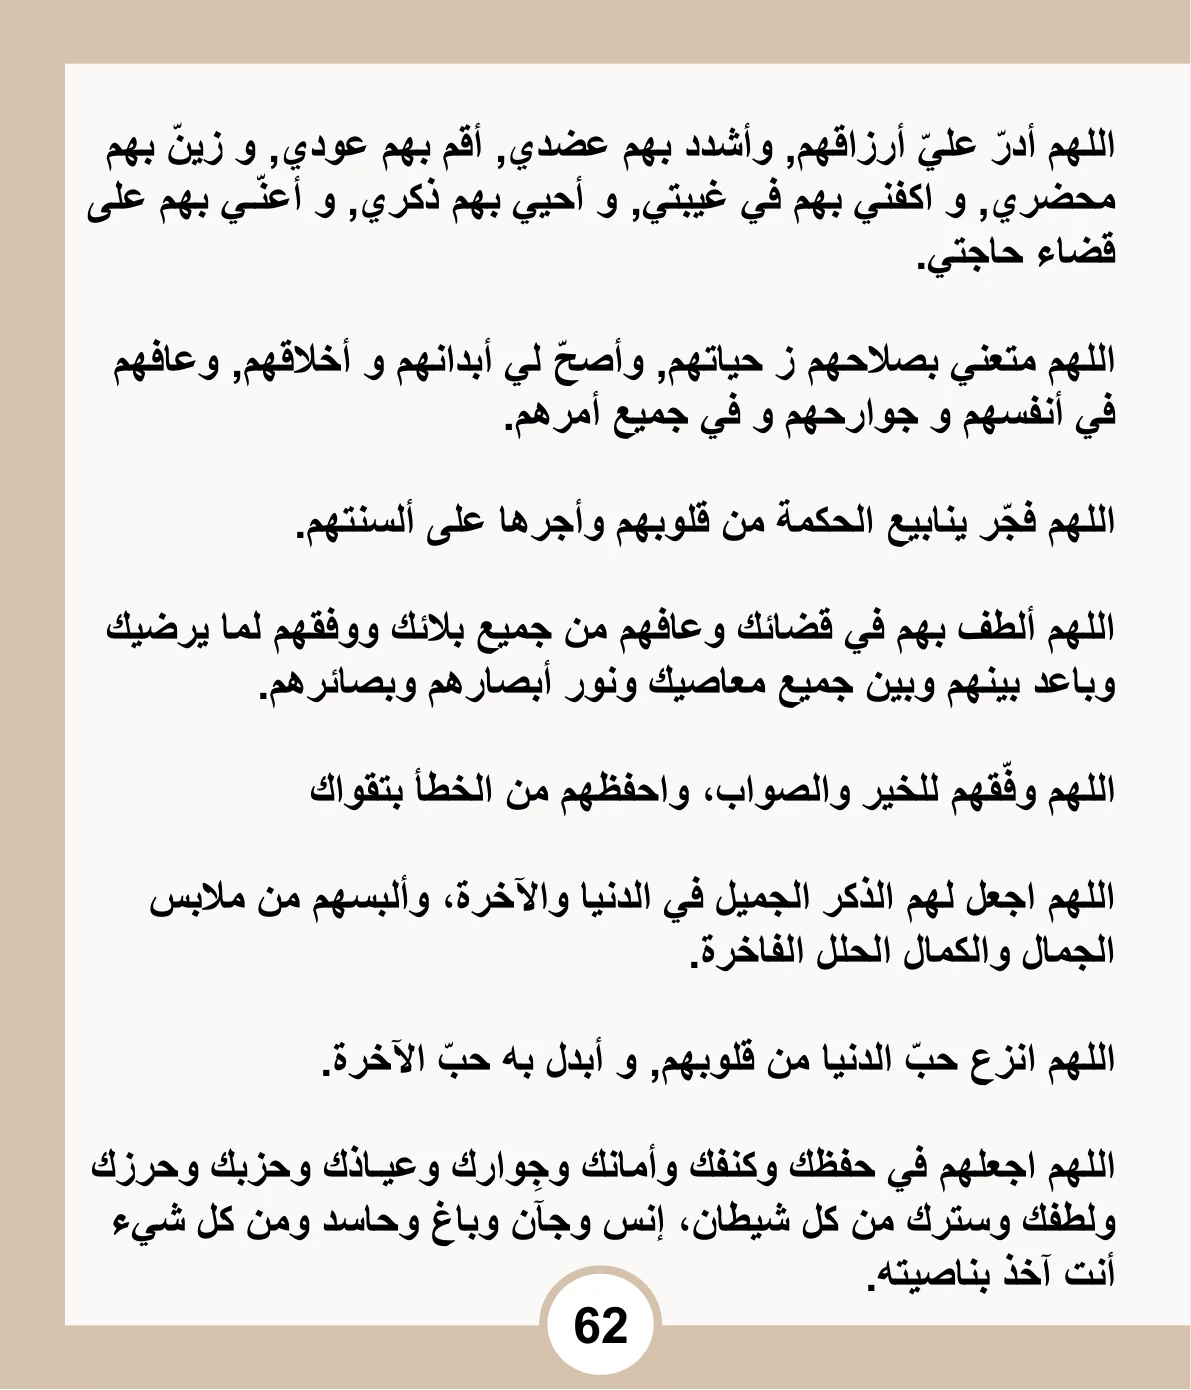 اللهم أدرّ عليّ أرزاقهم, وأشدد بهم عضدي, أقم بهم عودي, و زينّ بهم
محضري, و اكفني بهم في غيبتي, و أحيي بهم ذكري, و أعنّـي بهم على
قضاء حاجتي.
اللهم متعني بصلاحهم ز حياتهم, وأصحّ لي أبدانهم و أخلاقهم, وعافهم
في أنفسهم و جوارحهم و في جميع أمرهم.
اللهم فجّر ينابيع الحكمة من قلوبهم وأجرها على ألسنتهم.
اللهم ألطف بهم في قضائك وعافهم من جميع بلائك ووفقهم لما يرضيك
وباعد بينهم وبين جميع معاصيك ونور أبصارهم وبصائرهم.
اللهم وفّقهم للخير والصواب، واحفظهم من الخطأ بتقواك
اللهم اجعل لهم الذكر الجميل في الدنيا والآخرة، وألبسهم من ملابس
الجمال والكمال الحلل الفاخرة.
اللهم انزع حبّ الدنيا من قلوبهم, و أبدل به حبّ الآخرة.
اللهم اجعلهم في حفظك وكنفك وأمانك وجِوارك وعيـاذك وحزبك وحرزك
ولطفك وسترك من كل شيطان، إنس وجآن وباغ وحاسد ومن كل شيء
أنت آخذ بناصيته.
62